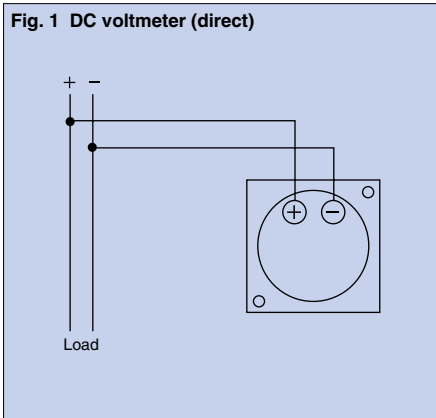 Fig. 1 DC voltmeter (direct)
+ −
+ −
Load